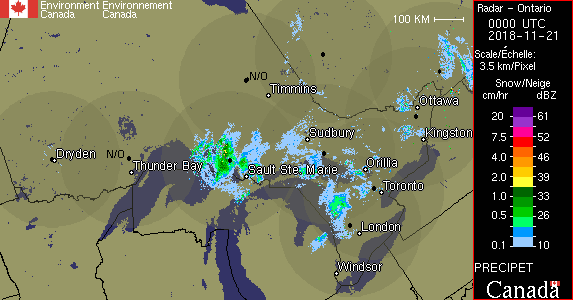 Environment Environnement
Canada Canada
100 KM
N/O
Timmins
Ottawa
Sudbury
Kingston
Dryden
N/O
Thunder Bay
Sault Ste. Marie
Orillia
Toronto
London
Windsor
Radar - Ontario
0000 UTC
2018-11-21
Scale/Échelle:
3.5 km/Pixel
Snow/Neige
cm/hr dBZ
20 61
7.5 52
4.0 46
2.0 39
1.0 33
0.5 26
0.1 10
PRECIPET
Canada